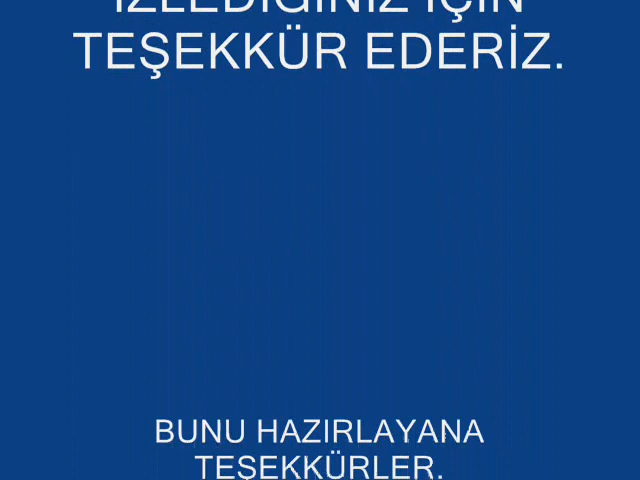 İZLEDİĞİNİZ İÇİN
TEŞEKKÜR EDERİZ.
BUNU HAZIRLAYANA
TEŞEKKÜRLER.